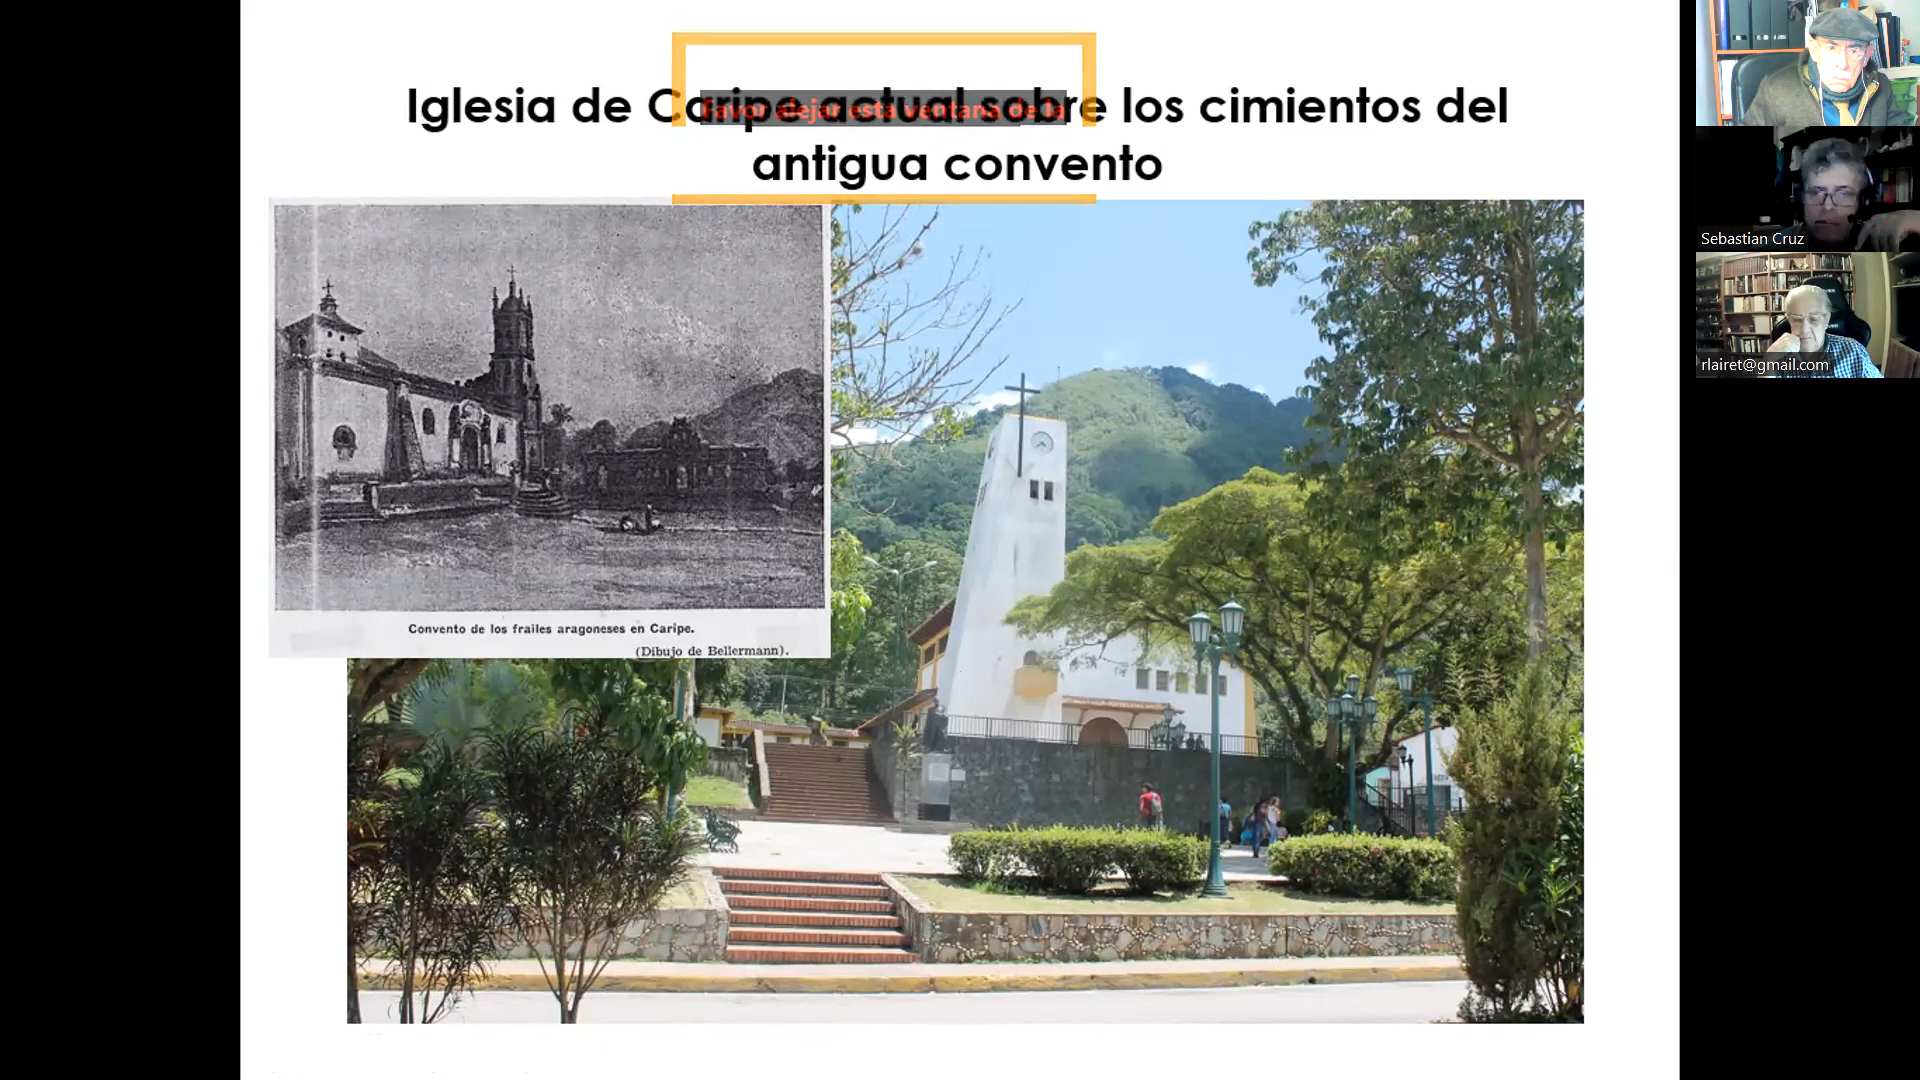 Iglesia de Caripe actual sobre los cimientos del
Favor alejar esta ventana de la
antigua convento
Convento de los frailes aragoneses en Caripe.
(Dibujo de Bellermann).
Sebastian Cruz
rlairet@gmail.com